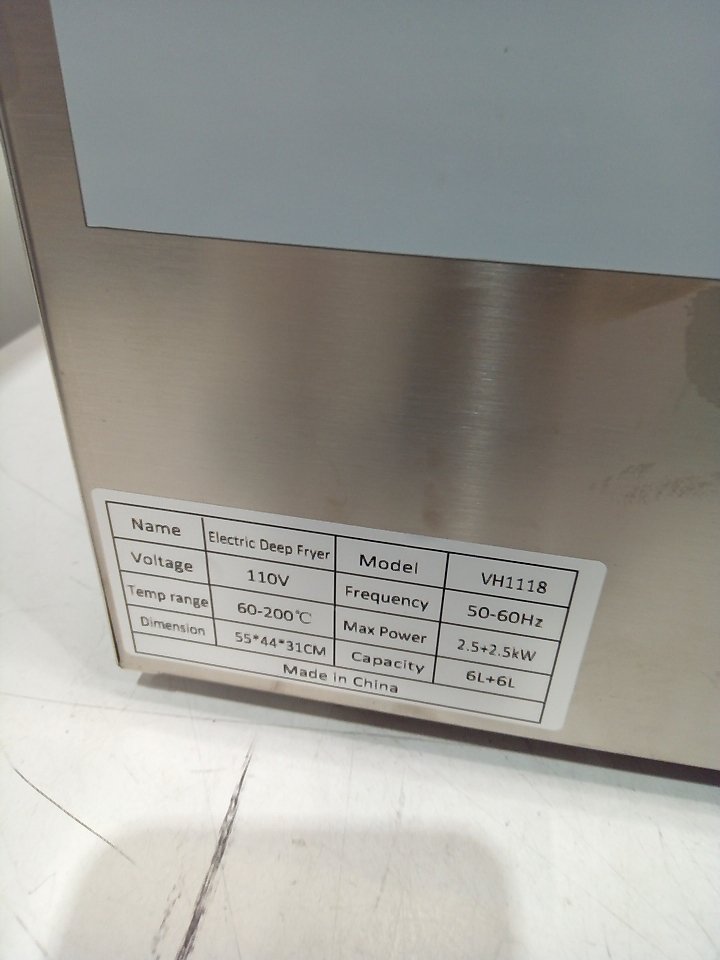 Name Electric Deep Fryer Model VH1118
Voltage 110V Frequency 50-60Hz
Temp range 60-200℃ Max Power 2.5+2.5kW
Dimension 55*44*31CM Capacity 6L+6L
Made in China